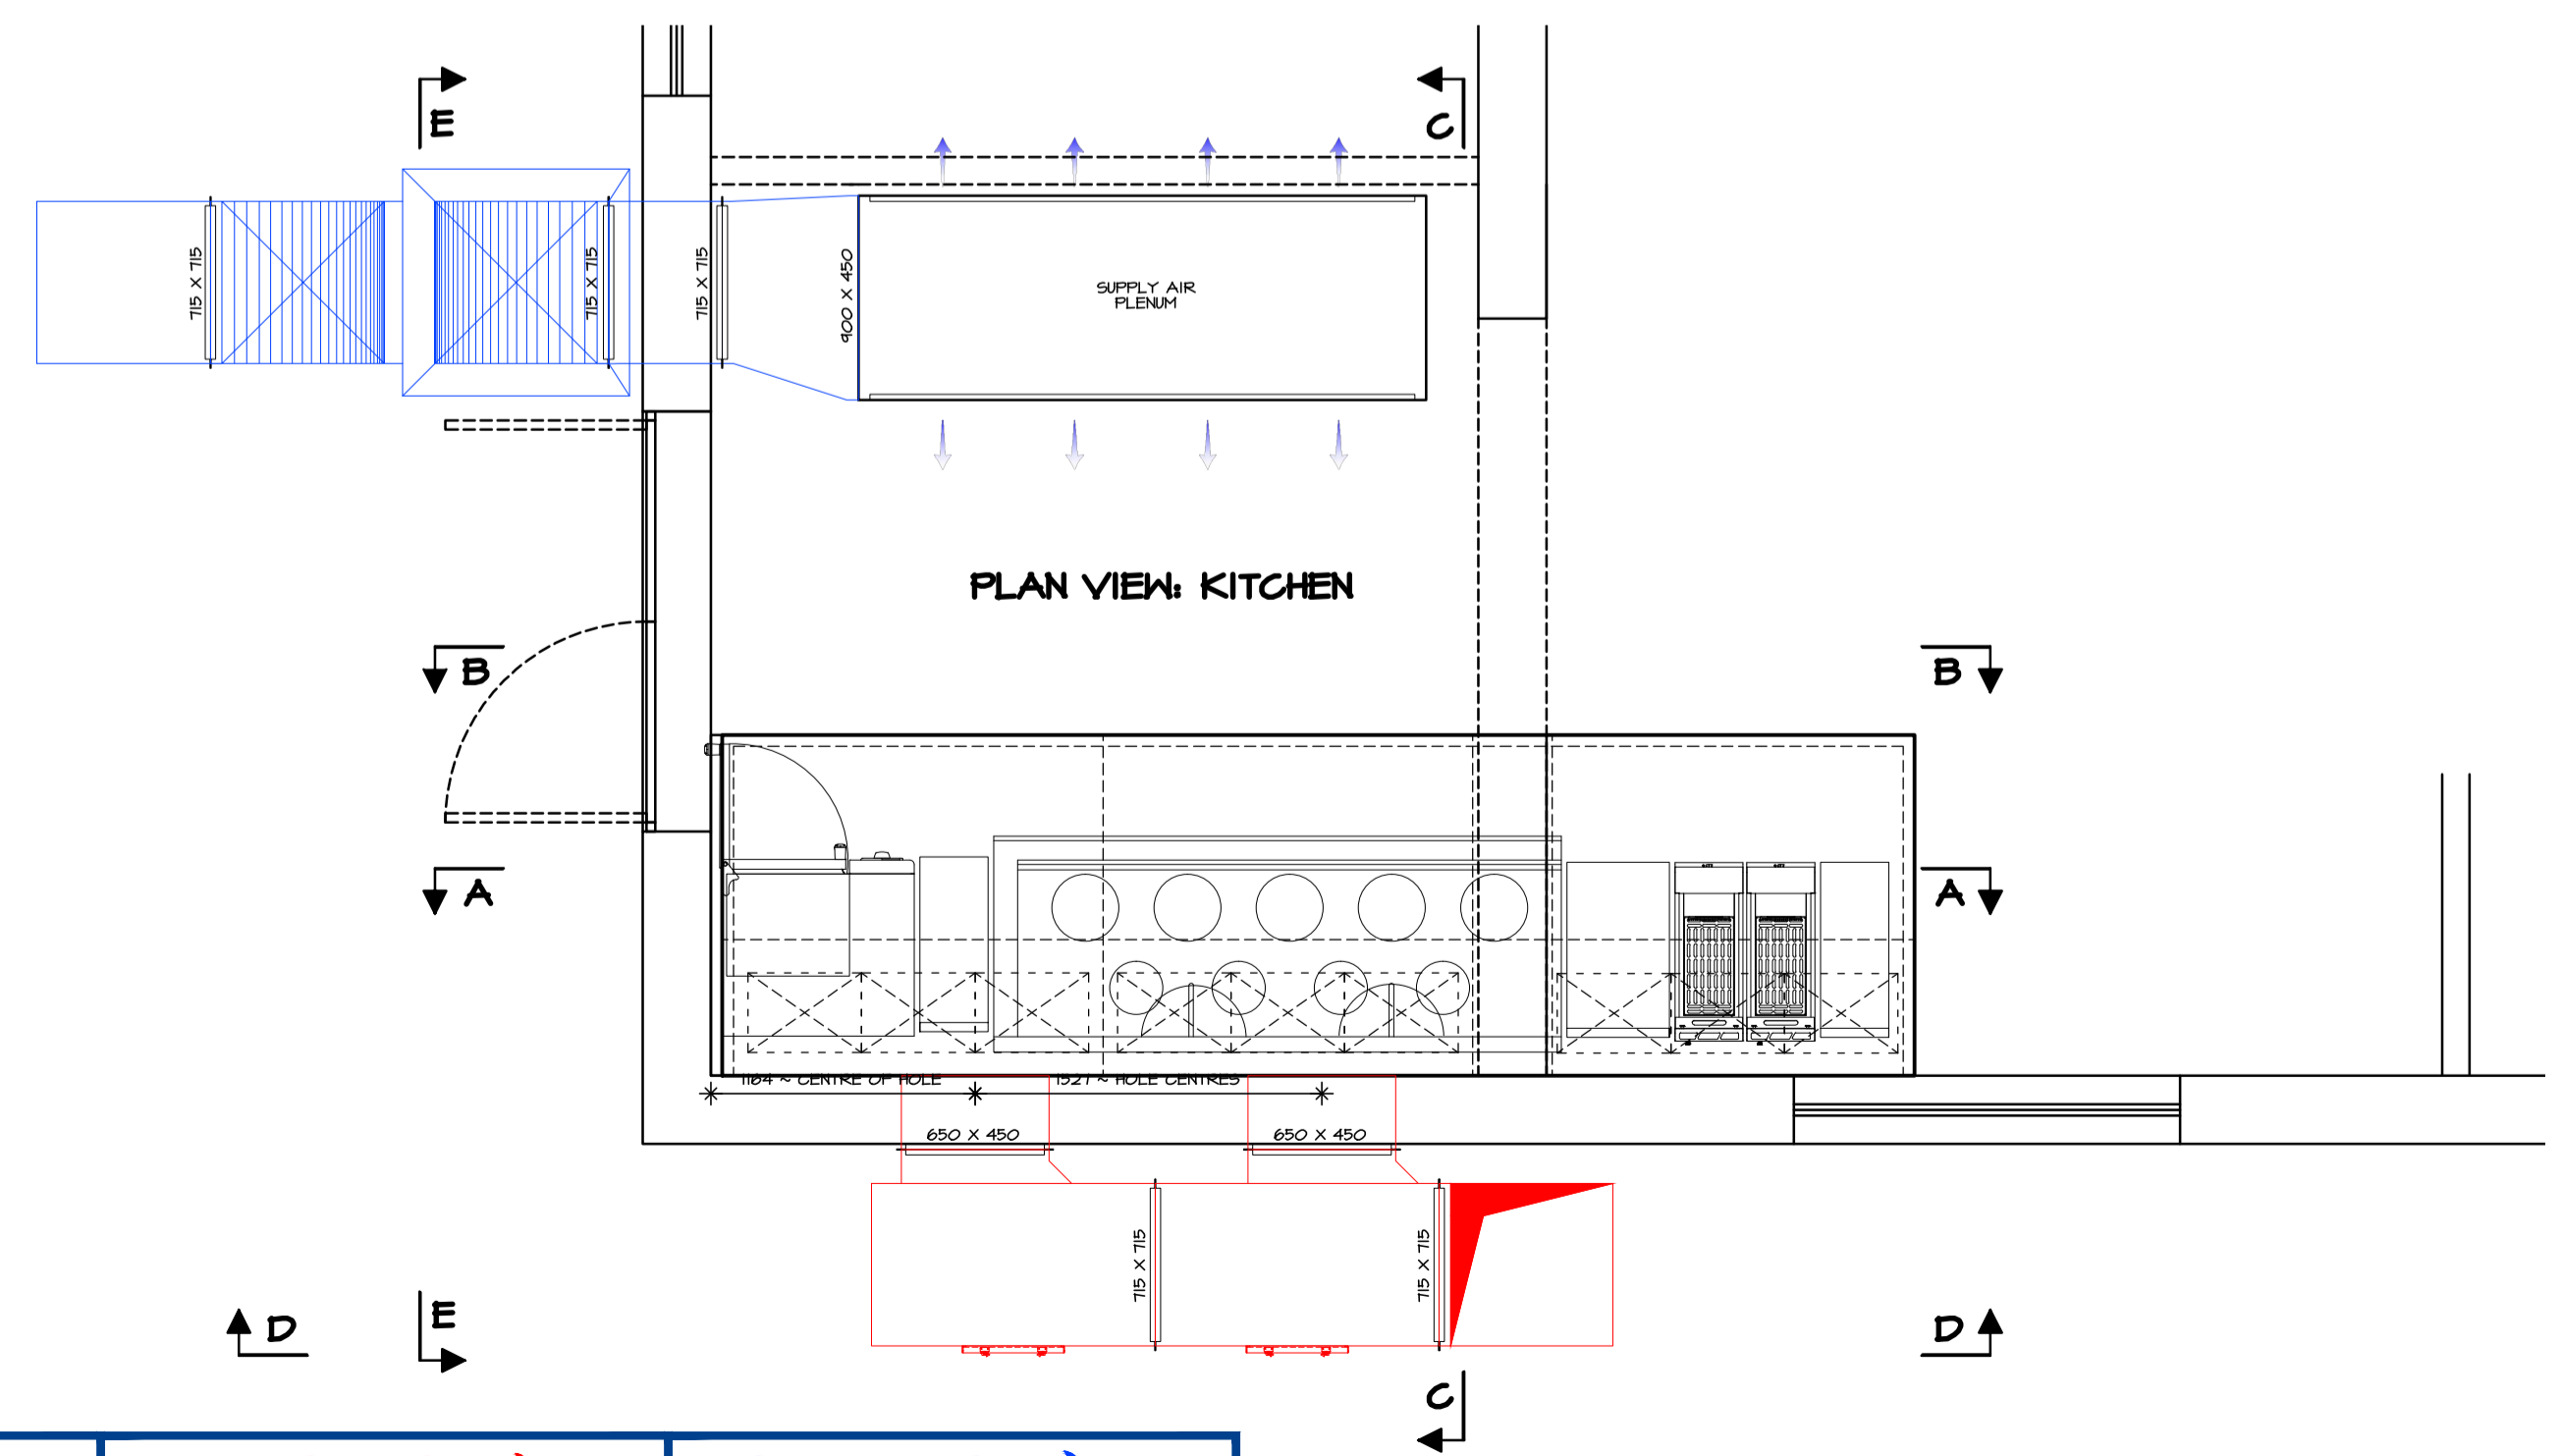 E
C
715 X 715
715 X 715
715 X 715
900 X 450
SUPPLY AIR
PLENUM
PLAN VIEW: KITCHEN
B
B
A
A
1164 ~ CENTRE OF HOLE
1527 ~ HOLE CENTRES
650 X 450
650 X 450
715 X 715
715 X 715
D
E
D
C